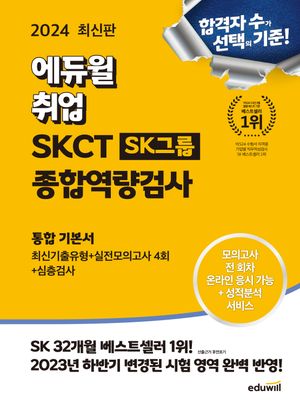 2024 최신판
합격자 수가
선택의 기준!
에듀윌
취업
SKCT SK그룹
종합역량검사
베스트셀러
1위
통합 기본서
최신기출유형+실전모의고사 4회
+심층검사
모의고사
전 회차
온라인 응시 가능
+ 성적분석
서비스
SK 32개월 베스트셀러 1위!
2023년 하반기 변경된 시험 영역 완벽 반영!
eduwill